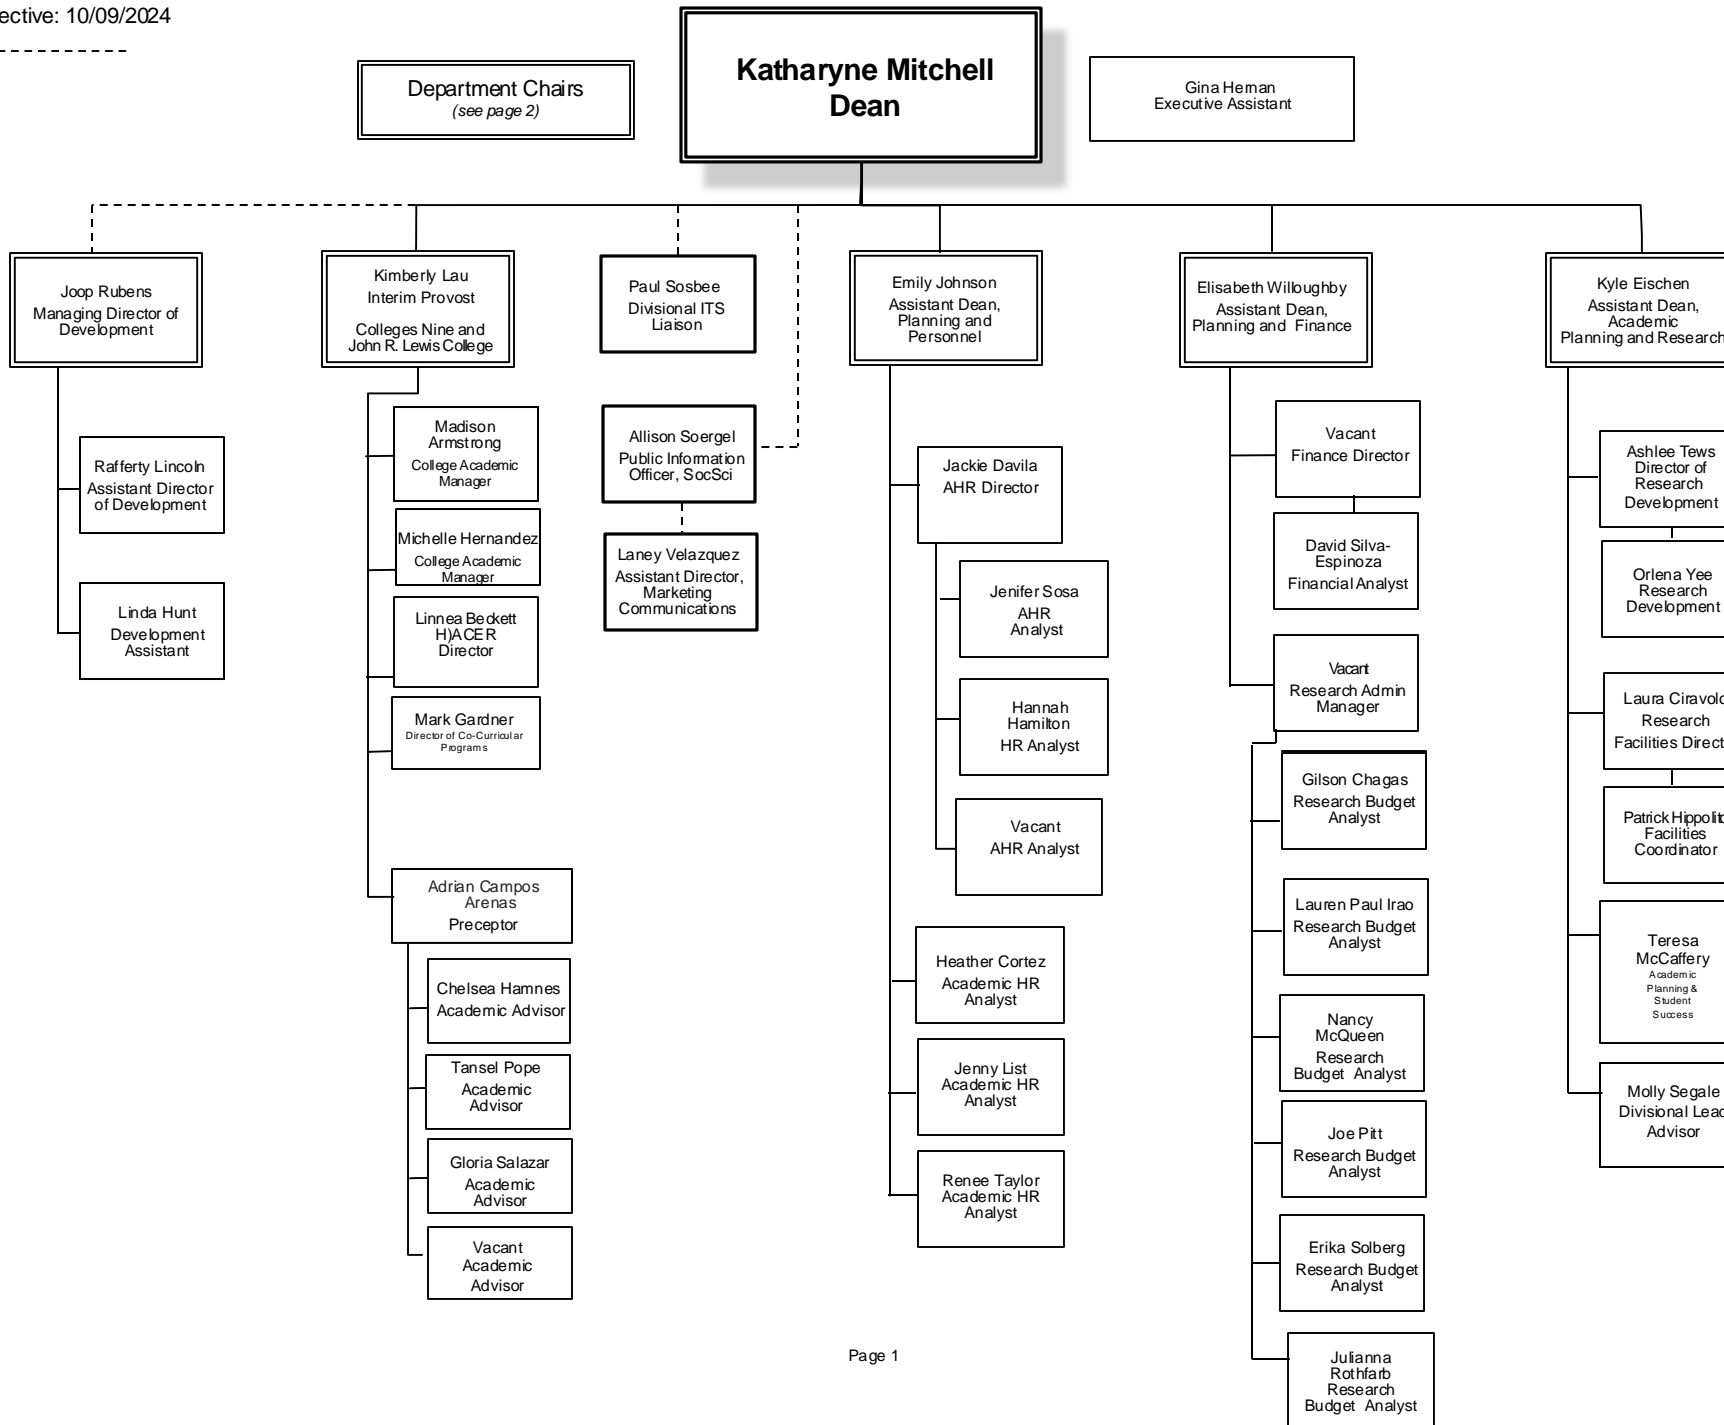 ective: 10/09/2024
Katharyne Mitchell
Dean
Department Chairs
(see page 2)
Gina Hernan
Executive Assistant
Joop Rubens
Managing Director of
Development
Kimberly Lau
Interim Provost
Colleges Nine and
John R. Lewis College
Paul Sosbee
Divisional ITS
Liaison
Emily Johnson
Assistant Dean,
Planning and
Personnel
Elisabeth Willoughby
Assistant Dean,
Planning and Finance
Kyle Eischen
Assistant Dean,
Academic
Planning and Research
Rafferty Lincoln
Assistant Director
of Development
Linda Hunt
Development
Assistant
Madison
Armstrong
College Academic
Manager
Michelle Hernandez
College Academic
Manager
Linnea Beckett
H)ACER
Director
Mark Gardner
Director of Co-Curricular
Programs
Adrian Campos
Arenas
Preceptor
Chelsea Hamnes
Academic Advisor
Tansel Pope
Academic
Advisor
Gloria Salazar
Academic
Advisor
Vacant
Academic
Advisor
Allison Soergel
Public Information
Officer, SocSci
Laney Velazquez
Assistant Director,
Marketing
Communications
Jackie Davila
AHR Director
Jenifer Sosa
AHR
Analyst
Hannah
Hamilton
HR Analyst
Vacant
AHR Analyst
Heather Cortez
Academic HR
Analyst
Jenny List
Academic HR
Analyst
Renee Taylor
Academic HR
Analyst
Vacant
Finance Director
David Silva-
Espinoza
Financial Analyst
Vacant
Research Admin
Manager
Gilson Chagas
Research Budget
Analyst
Lauren Paul Irao
Research Budget
Analyst
Nancy
McQueen
Research
Budget Analyst
Joe Pitt
Research Budget
Analyst
Erika Solberg
Research Budget
Analyst
Julianna
Rothfarb
Research
Budget Analyst
Ashlee Tews
Director of
Research
Development
Orlena Yee
Research
Development
Laura Ciravolo
Research
Facilities Direct
Patrick Hippolito
Facilities
Coordinator
Teresa
McCaffery
Academic
Planning &
Student
Success
Molly Segale
Divisional Lead
Advisor
Page 1